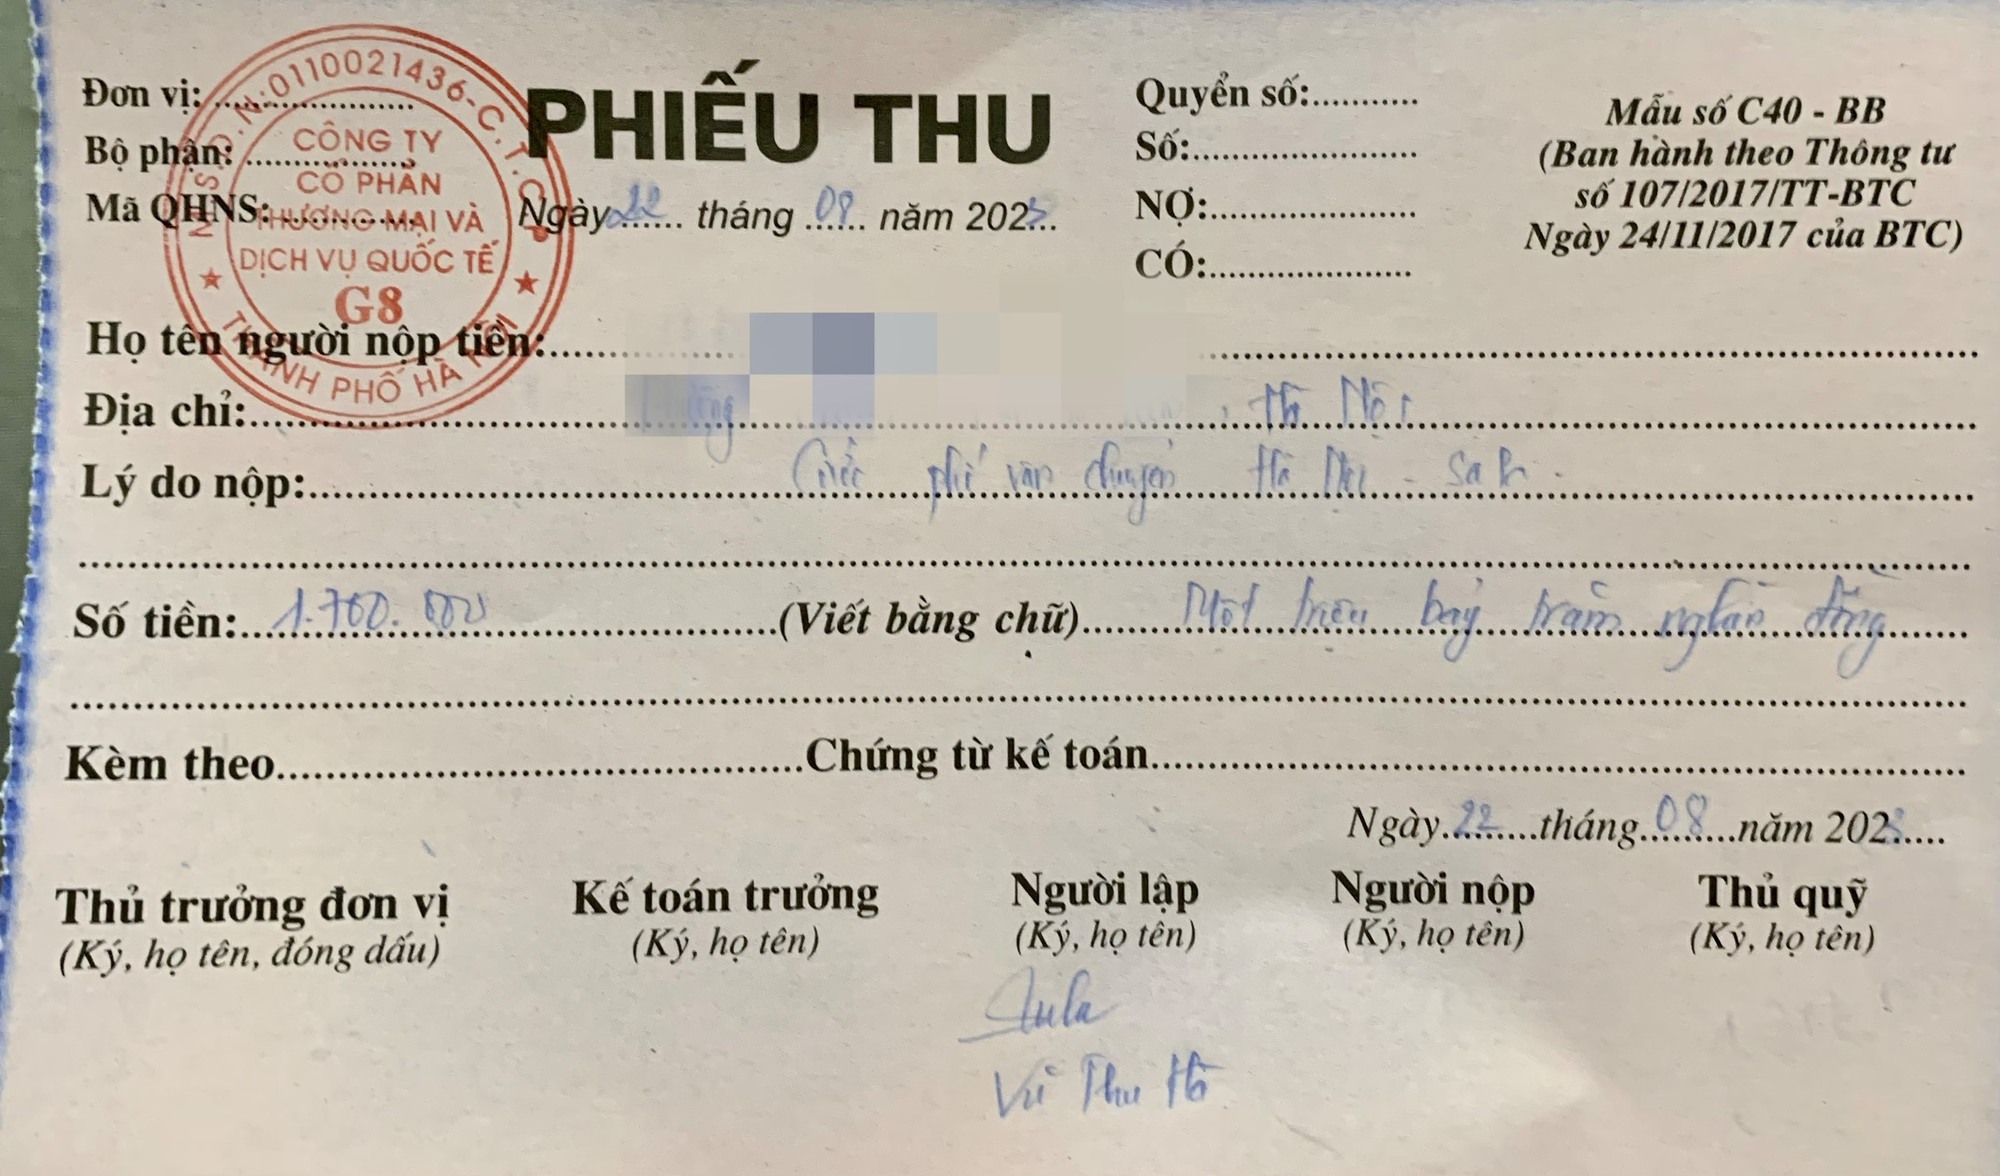 Đơn vị:....................
PHIẾU THU
Quyển số:...........
Mẫu số C40 - BB
Bộ phận:................
Số:.......................
(Ban hành theo Thông tư
Mã QHNS:..............
Ngày 22 tháng 08 năm 2023
NỢ:.....................
số 107/2017/TT-BTC
CÓ:.....................
Ngày 24/11/2017 của BTC)
M.S.D.N:0110021436-C.T.C
CÔNG TY
CỔ PHẦN
THƯƠNG MẠI VÀ
DỊCH VỤ QUỐC TẾ
G8
THÀNH PHỐ HÀ NỘI
Họ tên người nộp tiền:
Địa chỉ: , Hà Nội
Lý do nộp: Cước phí vận chuyển Hà Nội -
Số tiền: 1.700.000 (Viết bằng chữ) Một triệu bảy trăm nghìn đồng
Kèm theo Chứng từ kế toán
Ngày 22 tháng 08 năm 2023
Thủ trưởng đơn vị
Kế toán trưởng
Người lập
Người nộp
Thủ quỹ
(Ký, họ tên, đóng dấu)
(Ký, họ tên)
(Ký, họ tên)
(Ký, họ tên)
(Ký, họ tên)
Vũ Thu Hà